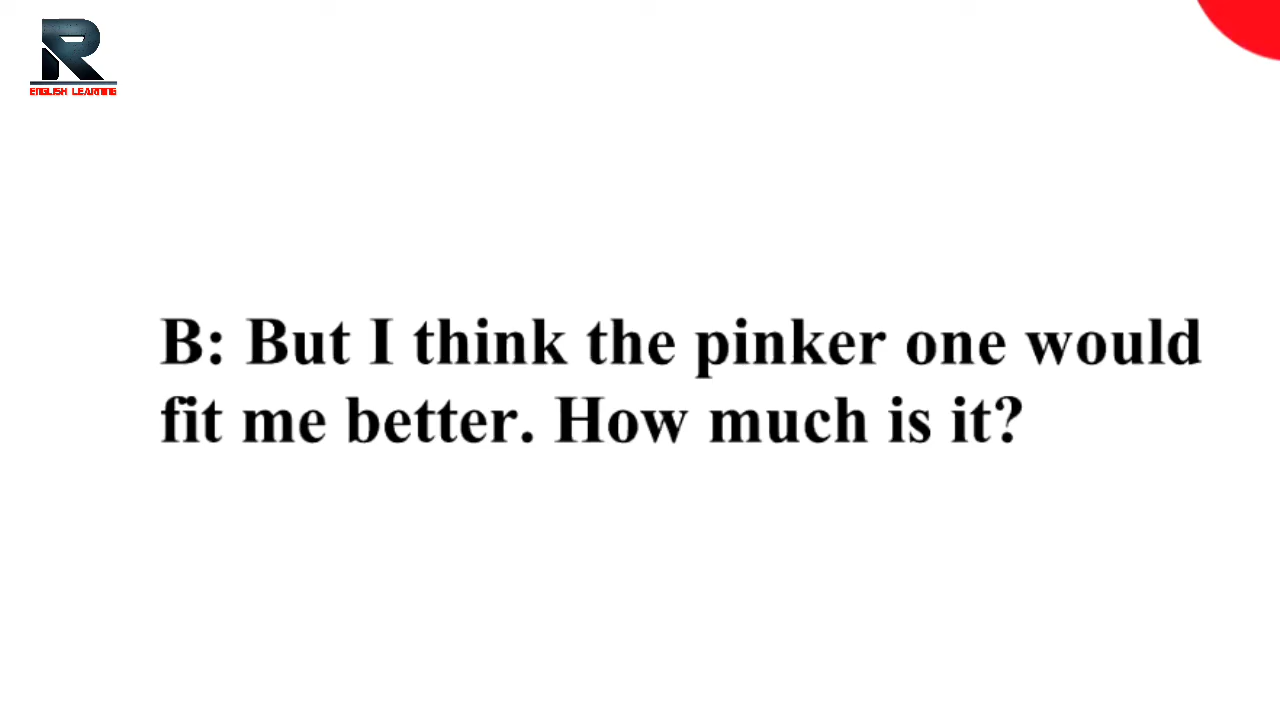 R
ENGLISH LEARNING
B: But I think the pinker one would
fit me better. How much is it?